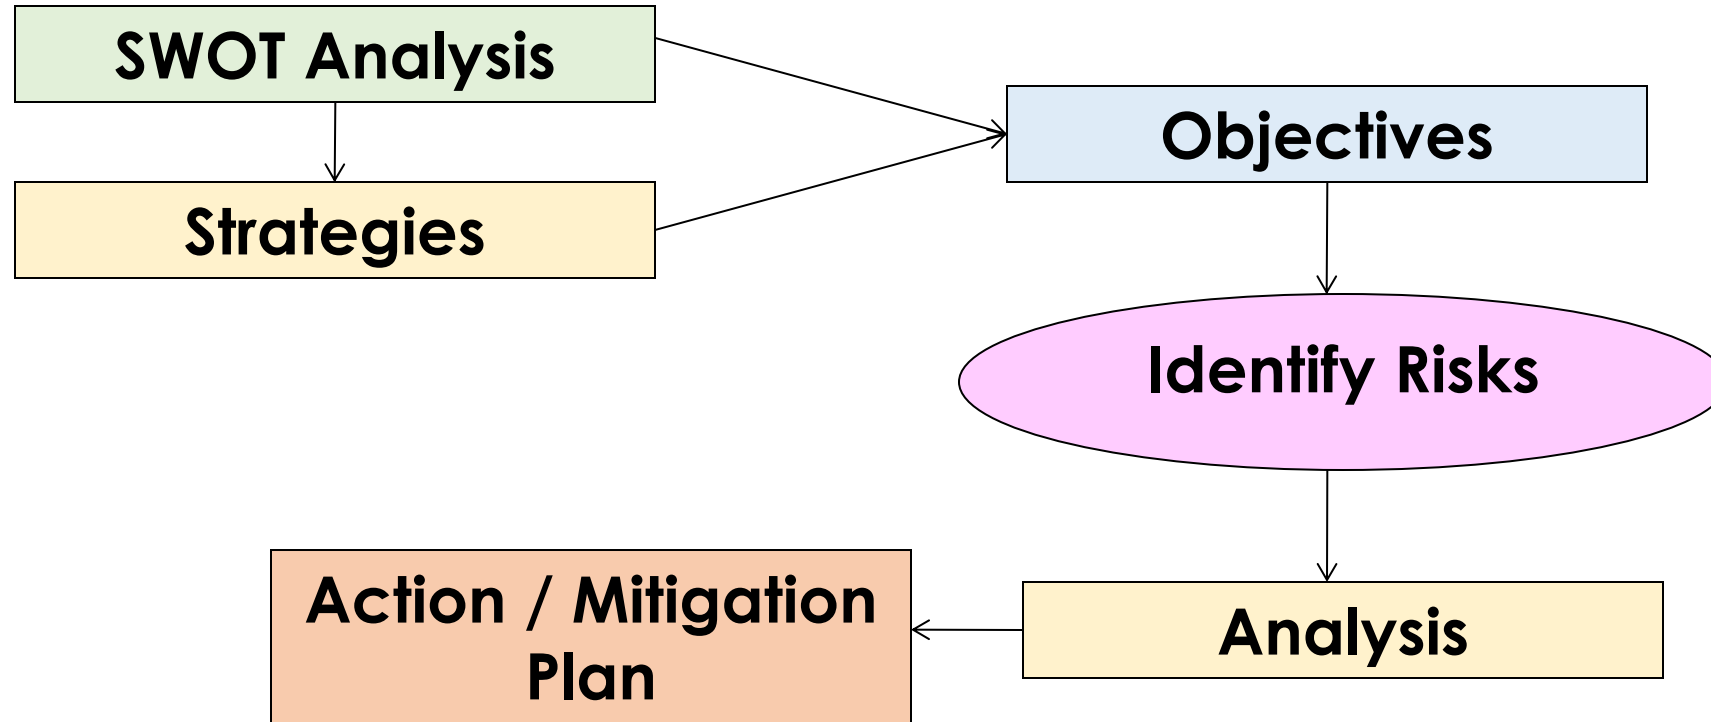 SWOT Analysis
Strategies
Objectives
Identify Risks
Analysis
Action / Mitigation
Plan